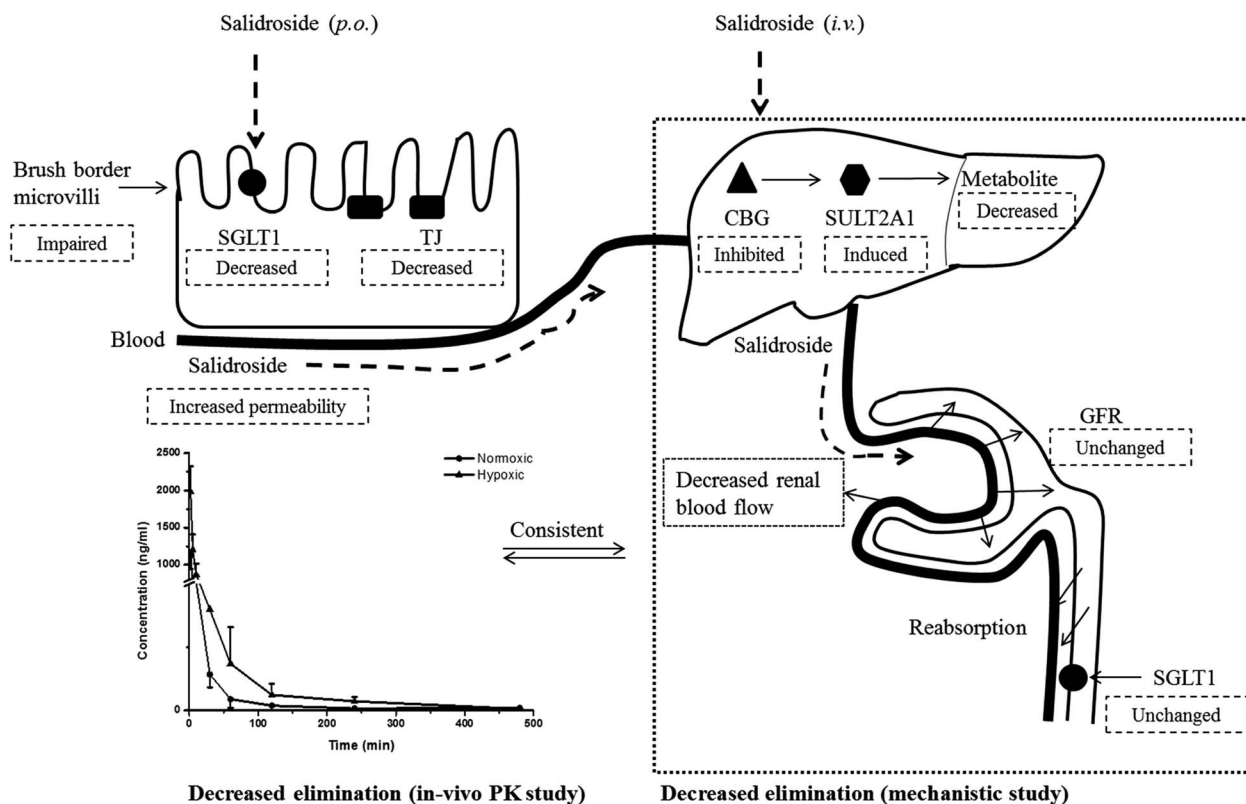 Salidroside (p.o.)
Salidroside (i.v.)
Brush border
microvilli
Impaired
SGLT1
Decreased
TJ
Decreased
CBG
Inhibited
SULT2A1
Induced
Metabolite
Decreased
Blood
Salidroside
Increased permeability
Salidroside
GFR
Unchanged
Decreased renal
blood flow
Consistent
Reabsorption
SGLT1
Unchanged
Normoxic
Hypoxic
Concentration (ng/ml)
2500
2250
2000
1750
1500
1250
1000
0
0
100
200
300
400
500
Time (min)
Decreased elimination (in-vivo PK study)
Decreased elimination (mechanistic study)